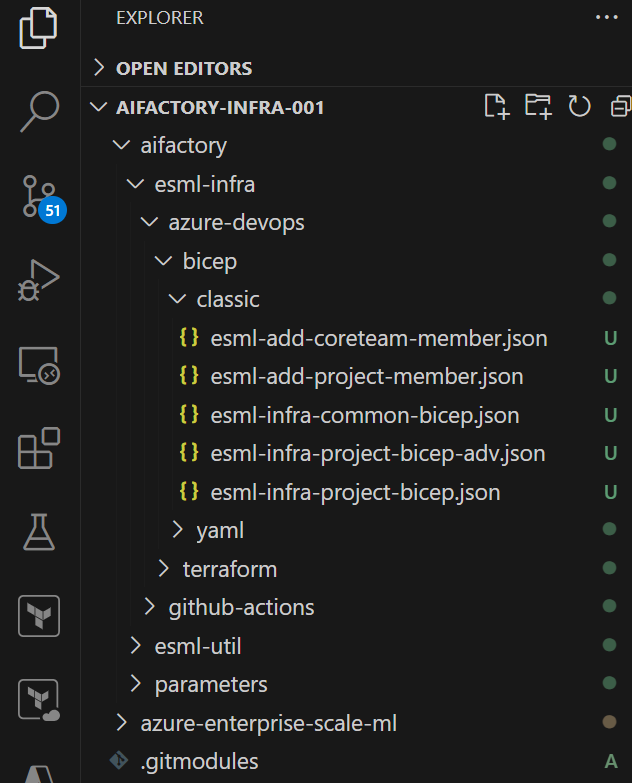 EXPLORER
OPEN EDITORS
AIFACTORY-INFRA-001
aifactory
esml-infra
51
azure-devops
bicep
classic
{} esml-add-coreteam-member.json U
{} esml-add-project-member.json U
{} esml-infra-common-bicep.json U
{} esml-infra-project-bicep-adv.json U
{} esml-infra-project-bicep.json U
yaml
terraform
github-actions
esml-util
parameters
azure-enterprise-scale-ml
.gitmodules A